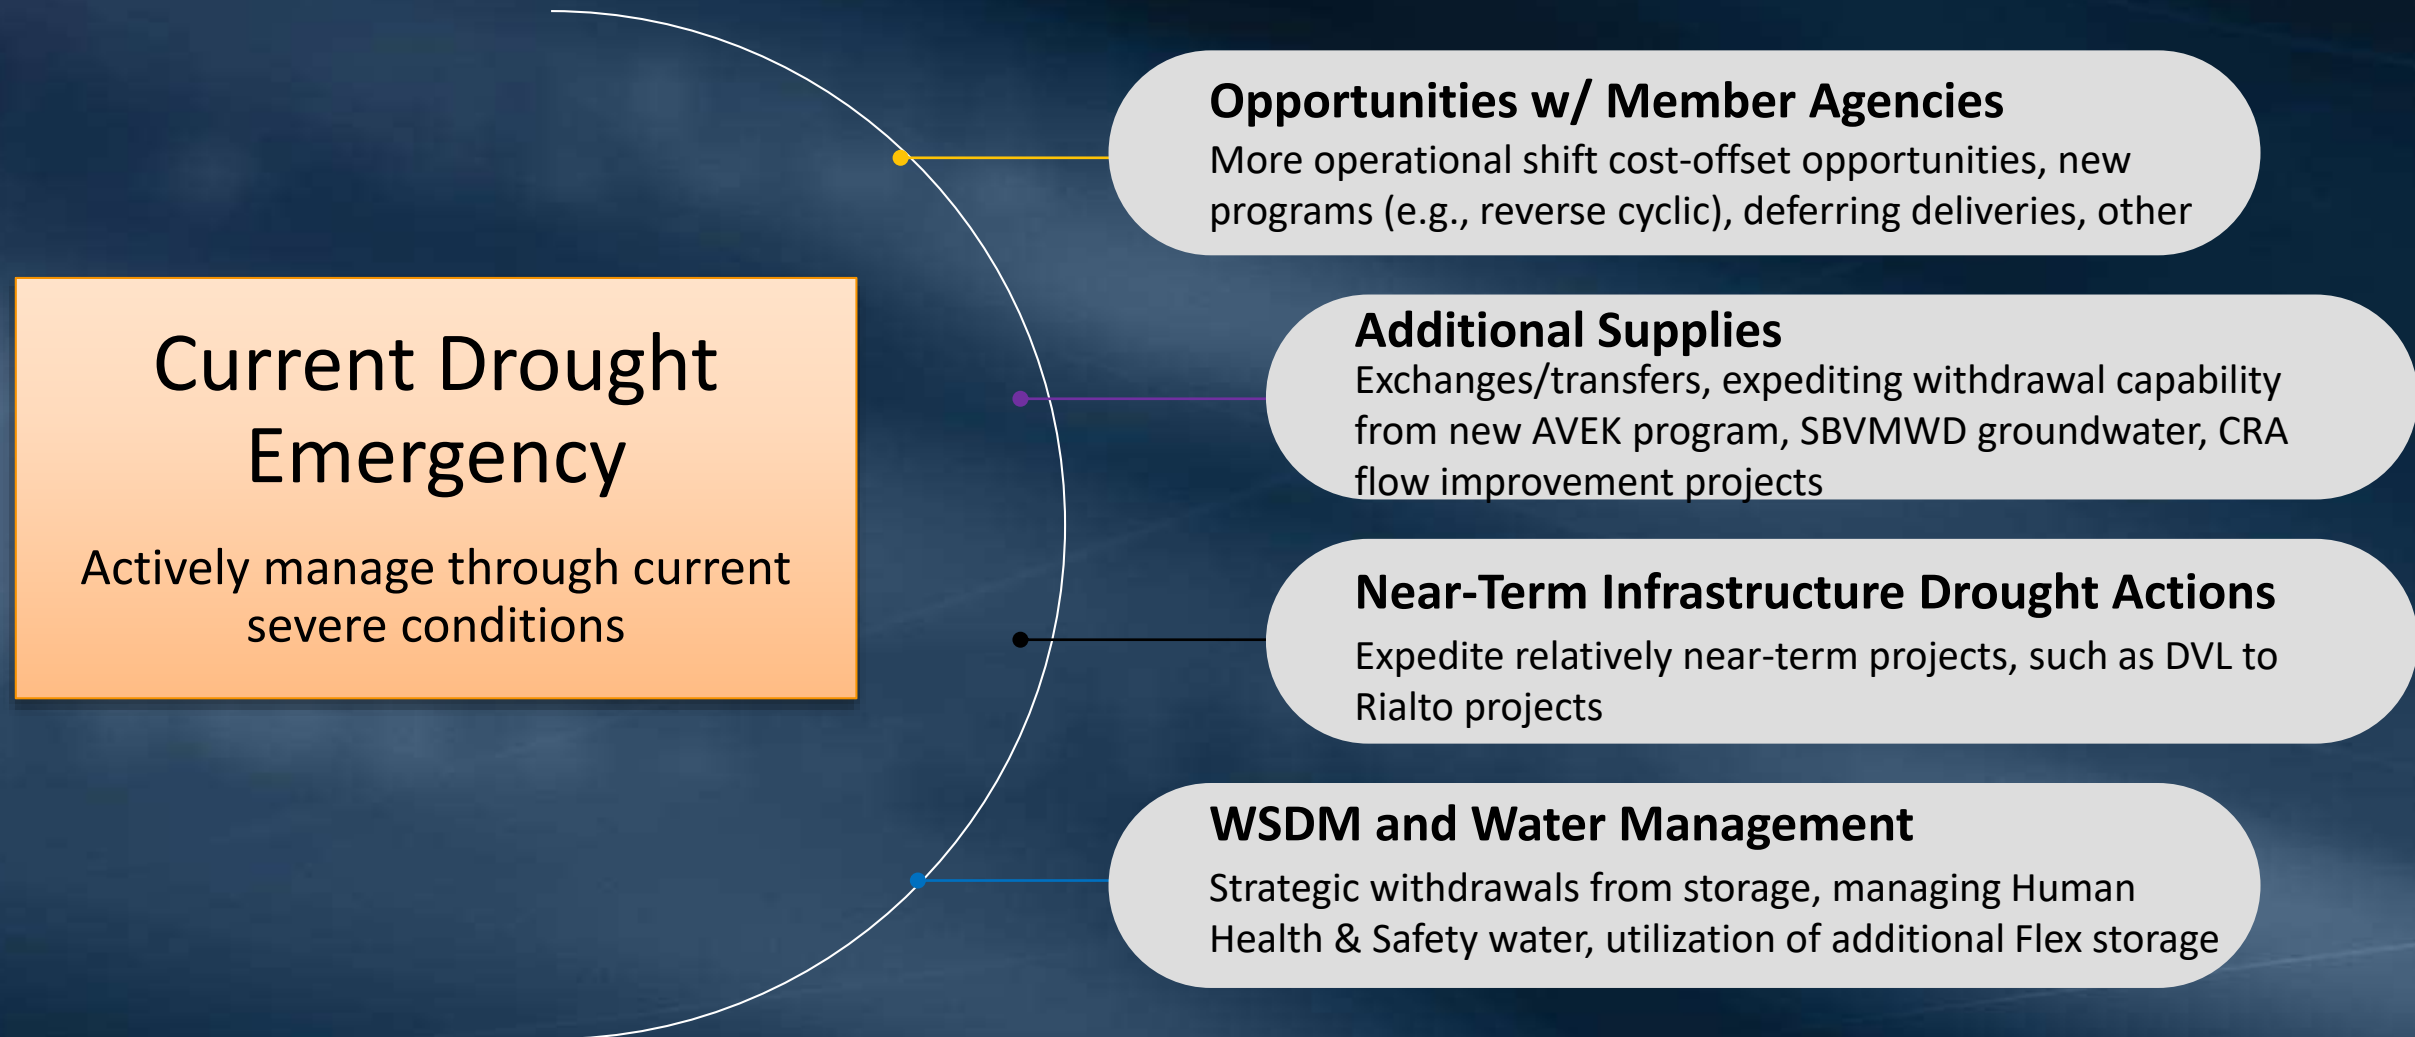 Current Drought
Emergency
Actively manage through current
severe conditions
Opportunities w/ Member Agencies
More operational shift cost-offset opportunities, new
programs (e.g., reverse cyclic), deferring deliveries, other
Additional Supplies
Exchanges/transfers, expediting withdrawal capability
from new AVEK program, SBVMWD groundwater, CRA
flow improvement projects
Near-Term Infrastructure Drought Actions
Expedite relatively near-term projects, such as DVL to
Rialto projects
WSDM and Water Management
Strategic withdrawals from storage, managing Human
Health & Safety water, utilization of additional Flex storage